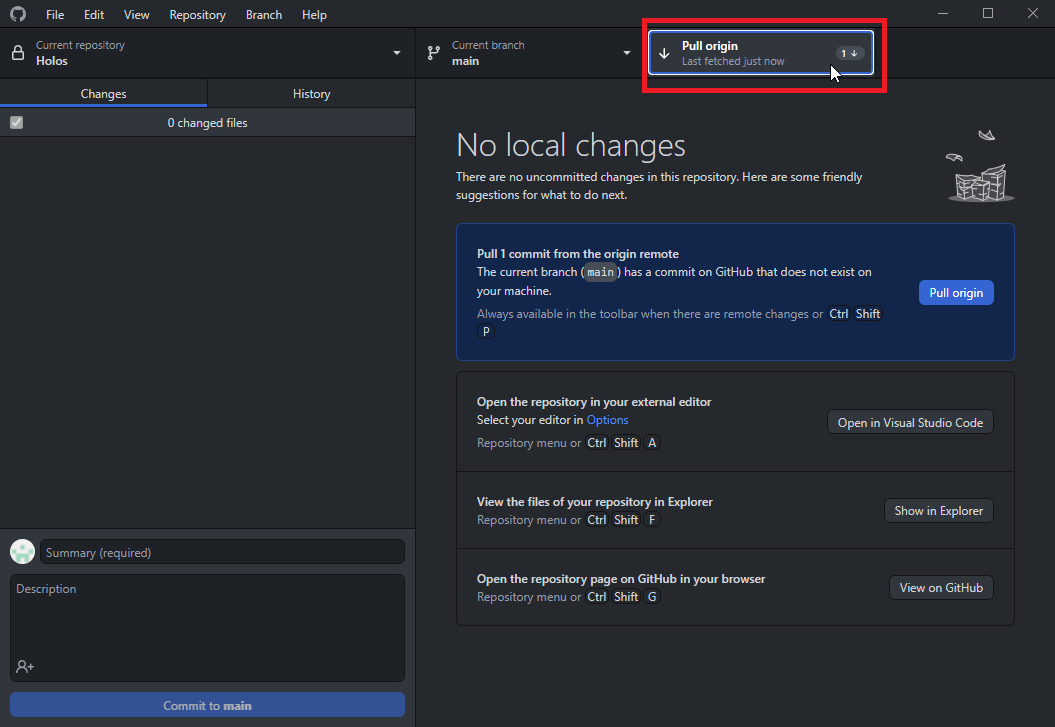 File Edit View Repository Branch Help
Current repository
Holos
Current branch
main
Pull origin
Last fetched just now
1
Changes
History
0 changed files
No local changes
There are no uncommitted changes in this repository. Here are some friendly
suggestions for what to do next.
Pull 1 commit from the origin remote
The current branch (main) has a commit on GitHub that does not exist on
your machine.
Always available in the toolbar when there are remote changes or Ctrl Shift
P
Pull origin
Open the repository in your external editor
Select your editor in Options
Repository menu or Ctrl Shift A
Open in Visual Studio Code
View the files of your repository in Explorer
Repository menu or Ctrl Shift F
Show in Explorer
Open the repository page on GitHub in your browser
Repository menu or Ctrl Shift G
View on GitHub
Summary (required)
Description
Commit to main